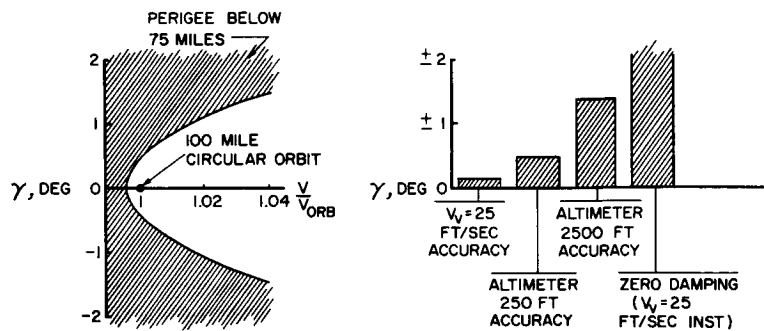 PERIGEE BELOW
75 MILES
2
1
γ, DEG
0
-1
-2
100 MILE
CIRCULAR ORBIT
1
1.02
1.04
V
V_ORB
± 2
± 1
γ, DEG
0
V_V = 25
FT/SEC
ACCURACY
ALTIMETER
250 FT
ACCURACY
ALTIMETER
2500 FT
ACCURACY
ZERO DAMPING
(V_V = 25
FT/SEC INST)